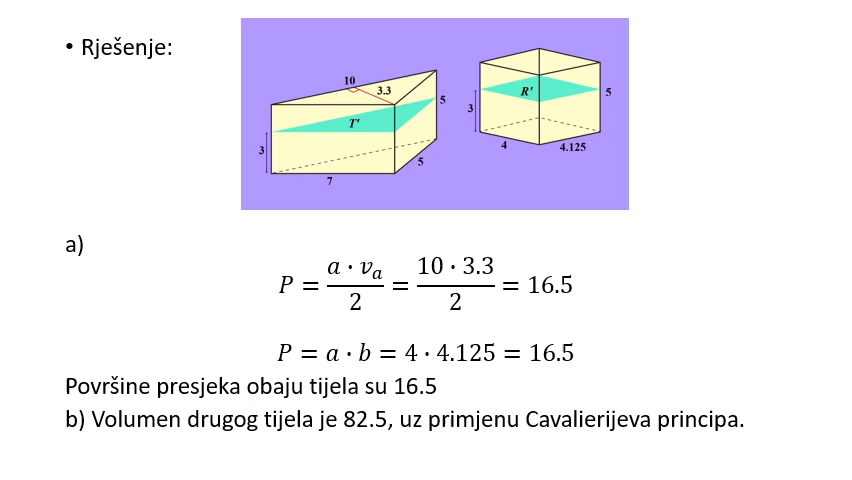 • Rješenje:
10
3.3
5
T'
3
5
7
R'
5
3
4
4.125
a)
P = a · vₐ / 2 = 10 · 3.3 / 2 = 16.5
P = a · b = 4 · 4.125 = 16.5
Površine presjeka obaju tijela su 16.5
b) Volumen drugog tijela je 82.5, uz primjenu Cavalierijeva principa.